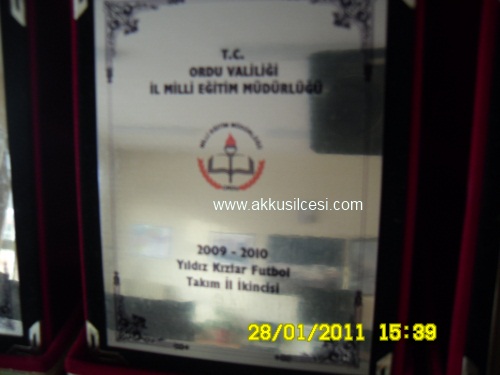 T.C.
ORDU VALİLİĞİ
İL MİLLİ EĞİTİM MÜDÜRLÜĞÜ
www.akkusilcesi.com
2009 - 2010
Yıldız Kızlar Futbol
Takım İl İkincisi
28/01/2011 15:39